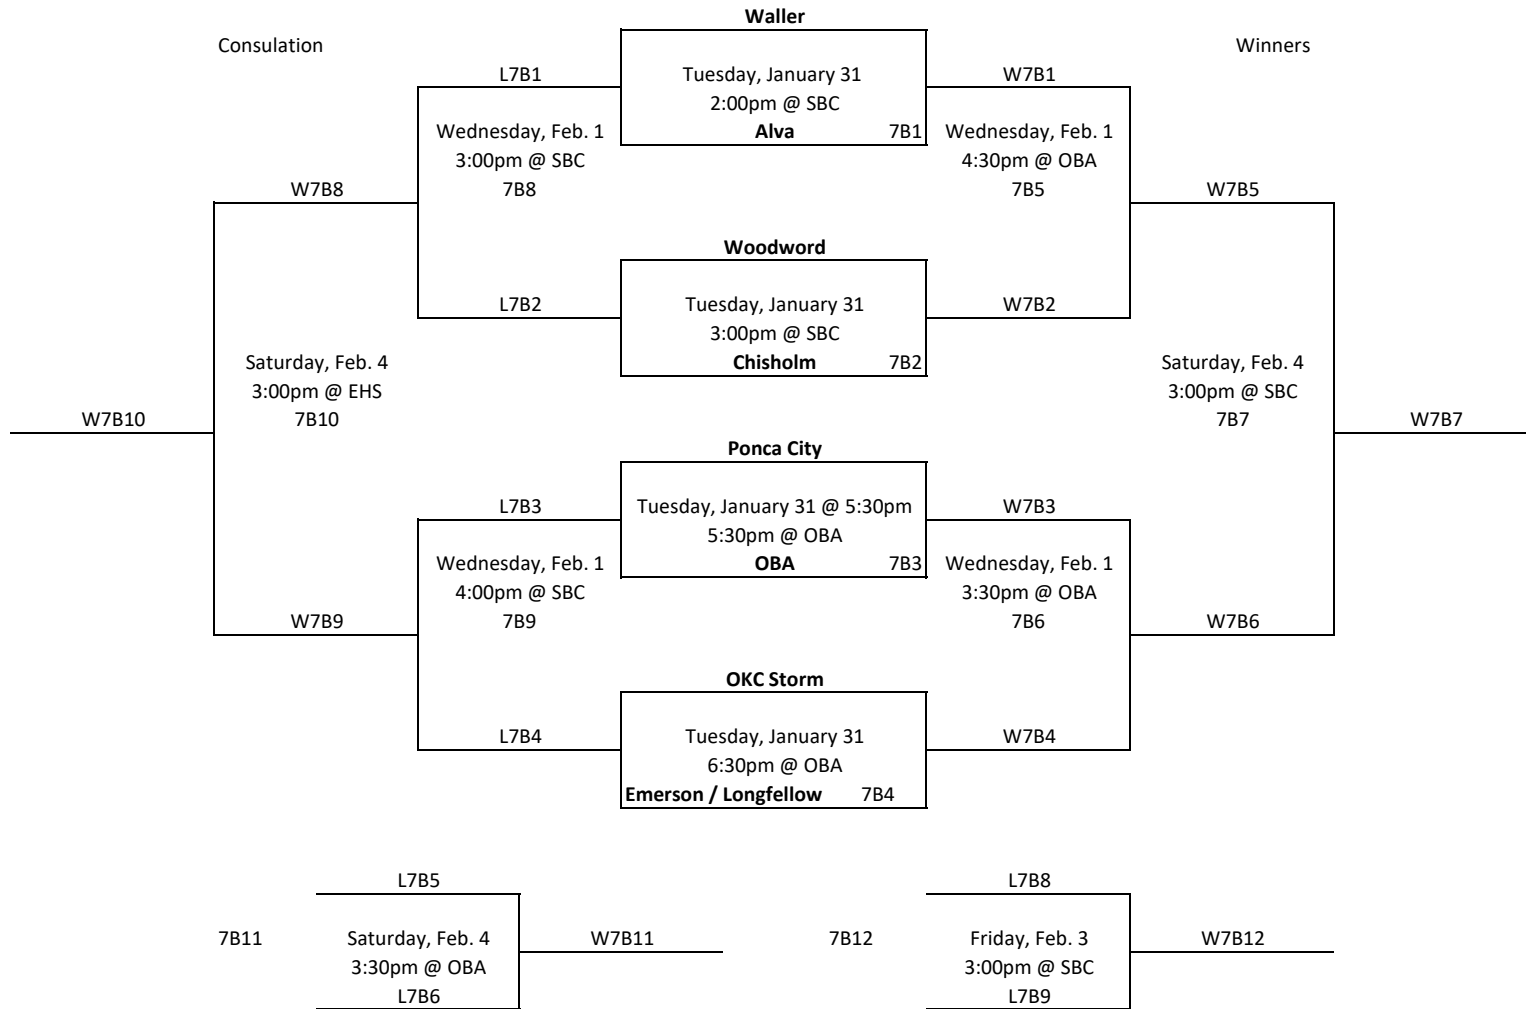 Waller
Consulation
Winners
L7B1
Tuesday, January 31
W7B1
2:00pm @ SBC
Wednesday, Feb. 1
Alva
7B1
Wednesday, Feb. 1
3:00pm @ SBC
4:30pm @ OBA
W7B8
7B8
7B5
W7B5
Woodword
L7B2
Tuesday, January 31
W7B2
3:00pm @ SBC
Saturday, Feb. 4
Chisholm
7B2
Saturday, Feb. 4
3:00pm @ EHS
3:00pm @ SBC
W7B10
7B10
7B7
W7B7
Ponca City
L7B3
Tuesday, January 31 @ 5:30pm
W7B3
5:30pm @ OBA
Wednesday, Feb. 1
OBA
7B3
Wednesday, Feb. 1
4:00pm @ SBC
3:30pm @ OBA
W7B9
7B9
7B6
W7B6
OKC Storm
L7B4
Tuesday, January 31
W7B4
6:30pm @ OBA
Emerson / Longfellow
7B4
L7B5
L7B8
7B11
Saturday, Feb. 4
W7B11
7B12
Friday, Feb. 3
W7B12
3:30pm @ OBA
3:00pm @ SBC
L7B6
L7B9